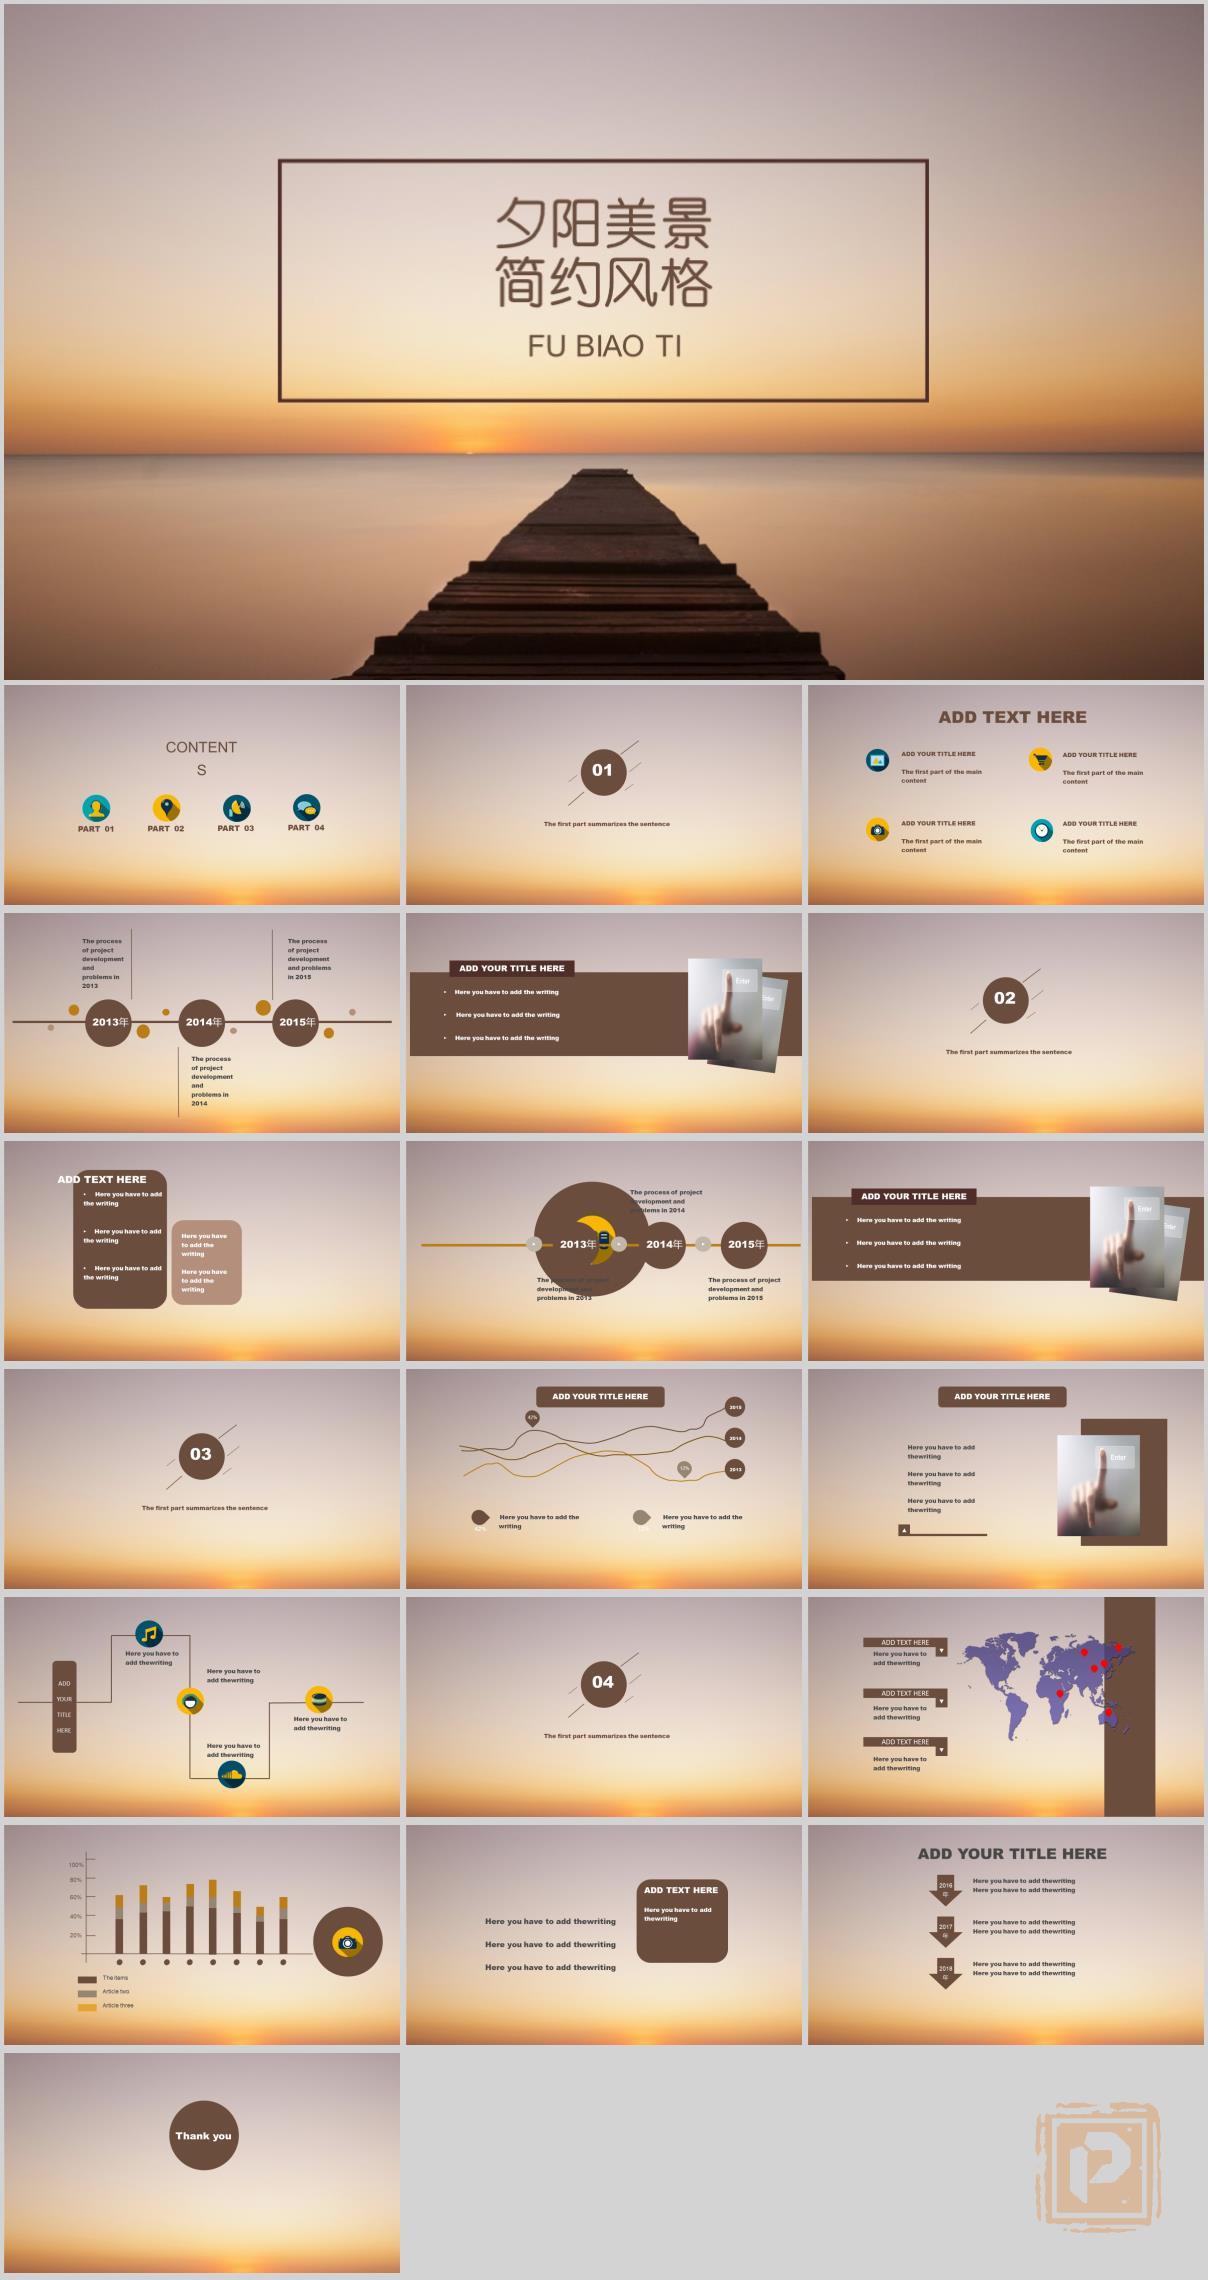 夕阳美景
简约风格
FU BIAO TI
CONTENT
S
PART 01
PART 02
PART 03
PART 04
01
The first part summarizes the sentence
ADD TEXT HERE
ADD YOUR TITLE HERE
The first part of the main
content
ADD YOUR TITLE HERE
The first part of the main
content
ADD YOUR TITLE HERE
The first part of the main
content
ADD YOUR TITLE HERE
The first part of the main
content
The process
of project
development
and
problems in
2013
The process
of project
development
and problems
in 2015
2013年
2014年
2015年
The process
of project
development
and
problems in
2014
ADD YOUR TITLE HERE
Here you have to add the writing
Here you have to add the writing
Here you have to add the writing
Enter
02
The first part summarizes the sentence
ADD TEXT HERE
Here you have to add
the writing
Here you have to add
the writing
Here you have to add
the writing
Here you have
to add the
writing
Here you have
to add the
writing
The process of project
development and
problems in 2014
2013年
2014年
2015年
The process of project
development and
problems in 2013
The process of project
development and
problems in 2015
ADD YOUR TITLE HERE
Here you have to add the writing
Here you have to add the writing
Here you have to add the writing
Enter
Enter
03
The first part summarizes the sentence
ADD YOUR TITLE HERE
2015
42%
2014
12%
2013
Here you have to add the
writing
42%
Here you have to add the
writing
ADD YOUR TITLE HERE
Here you have to add
thewriting
Here you have to add
thewriting
Here you have to add
thewriting
Enter
ADD
YOUR
TITLE
HERE
Here you have to
add thewriting
Here you have to
add thewriting
Here you have to
add thewriting
Here you have to
add thewriting
04
The first part summarizes the sentence
ADD TEXT HERE
Here you have to
add thewriting
ADD TEXT HERE
Here you have to
add thewriting
ADD TEXT HERE
Here you have to
add thewriting
100%
80%
60%
40%
20%
The items
Article two
Article three
Here you have to add thewriting
Here you have to add thewriting
Here you have to add thewriting
ADD TEXT HERE
Here you have to add
thewriting
ADD YOUR TITLE HERE
2016
年
Here you have to add thewriting
Here you have to add thewriting
2017
年
Here you have to add thewriting
Here you have to add thewriting
2018
年
Here you have to add thewriting
Here you have to add thewriting
Thank you